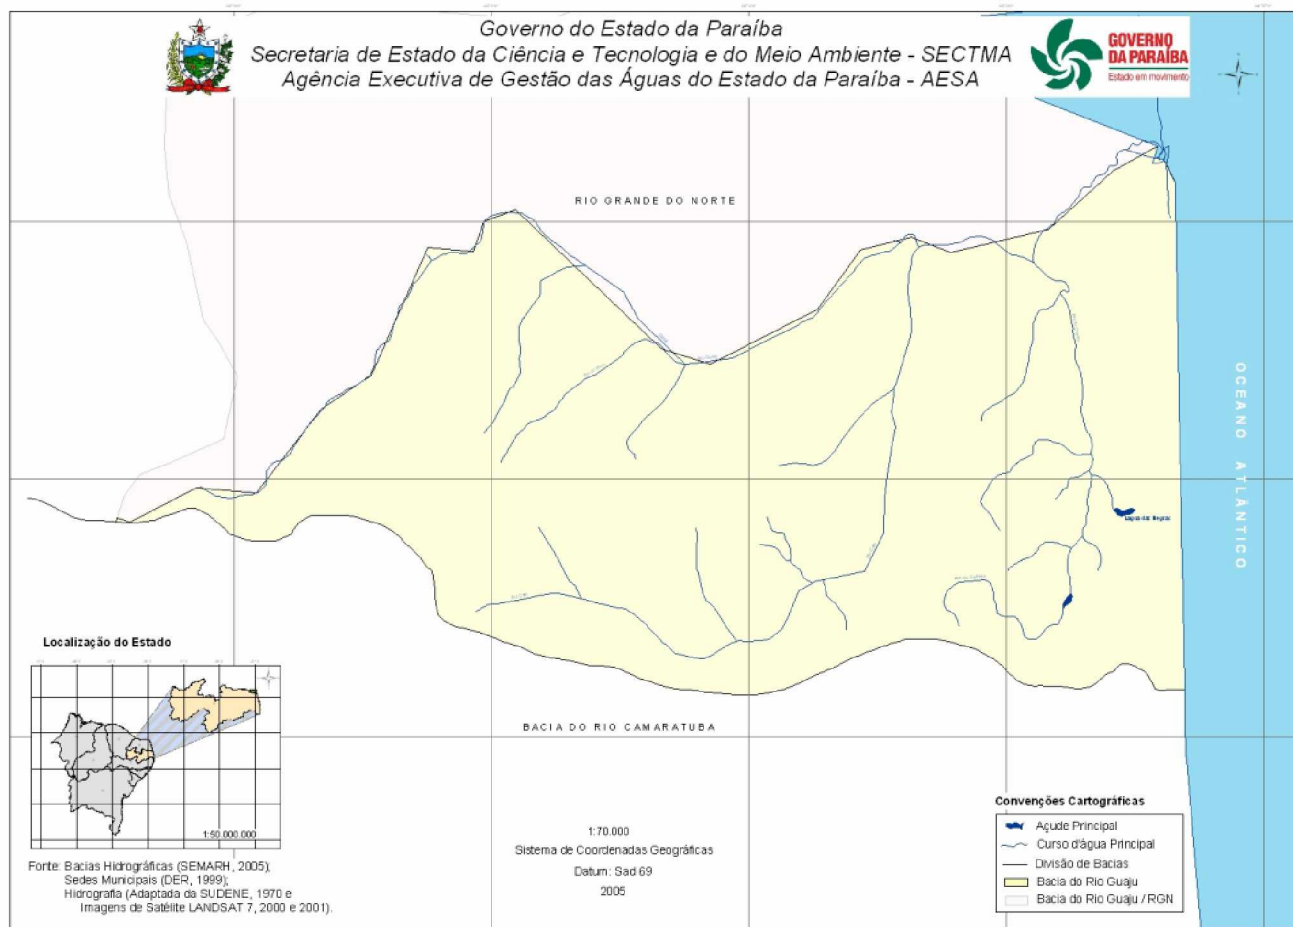 Governo do Estado da Paraíba
Secretaria de Estado da Ciência e Tecnologia e do Meio Ambiente - SECTMA
Agência Executiva de Gestão das Águas do Estado da Paraíba - AESA
GOVERNO
DA PARAÍBA
Estado em movimento
RIO GRANDE DO NORTE
OCEANO ATLÂNTICO
BACIA DO RIO CAMARATUBA
Localização do Estado
1:50.000.000
Fonte: Bacias Hidrográficas (SEMARH, 2005);
Sedes Municipais (DER, 1999);
Hidrografia (Adaptada da SUDENE, 1970 e
Imagens de Satélite LANDSAT 7, 2000 e 2001).
1:70.000
Sistema de Coordenadas Geográficas
Datum: Sad 69
2005
Convenções Cartográficas
Açude Principal
Curso d'água Principal
Divisão de Bacias
Bacia do Rio Guaju
Bacia do Rio Guaju / RGN